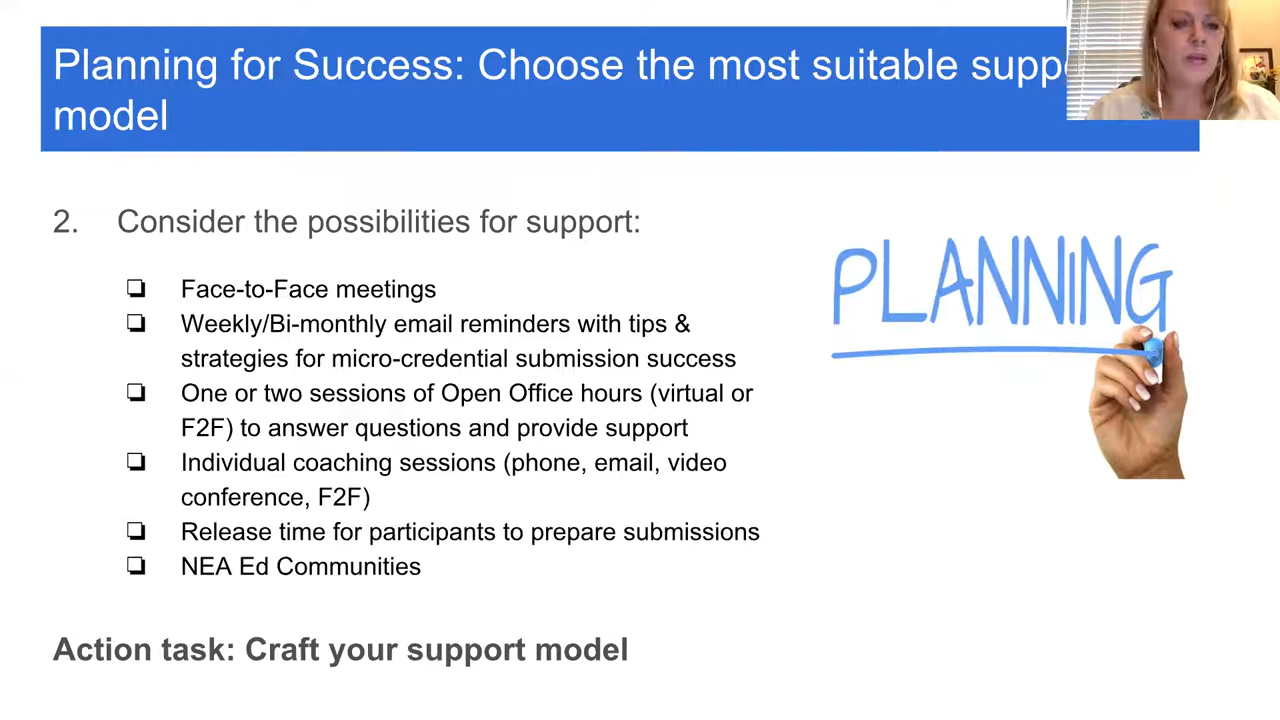 Planning for Success: Choose the most suitable
model
2. Consider the possibilities for support:
❏ Face-to-Face meetings
❏ Weekly/Bi-monthly email reminders with tips &
strategies for micro-credential submission success
❏ One or two sessions of Open Office hours (virtual or
F2F) to answer questions and provide support
❏ Individual coaching sessions (phone, email, video
conference, F2F)
❏ Release time for participants to prepare submissions
❏ NEA Ed Communities
PLANNING
Action task: Craft your support model